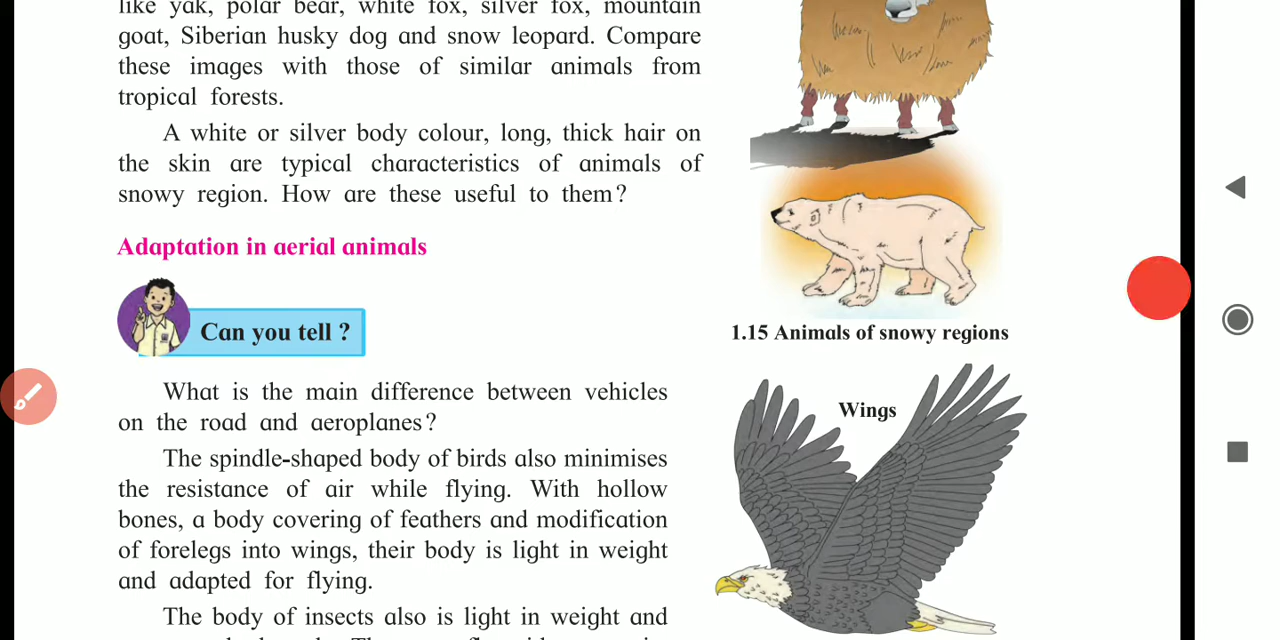 like yak, polar bear, white fox, silver fox, mountain
goat, Siberian husky dog and snow leopard. Compare
these images with those of similar animals from
tropical forests.
A white or silver body colour, long, thick hair on
the skin are typical characteristics of animals of
snowy region. How are these useful to them?
Adaptation in aerial animals
Can you tell ?
What is the main difference between vehicles
on the road and aeroplanes?
The spindle-shaped body of birds also minimises
the resistance of air while flying. With hollow
bones, a body covering of feathers and modification
of forelegs into wings, their body is light in weight
and adapted for flying.
The body of insects also is light in weight and
1.15 Animals of snowy regions
Wings